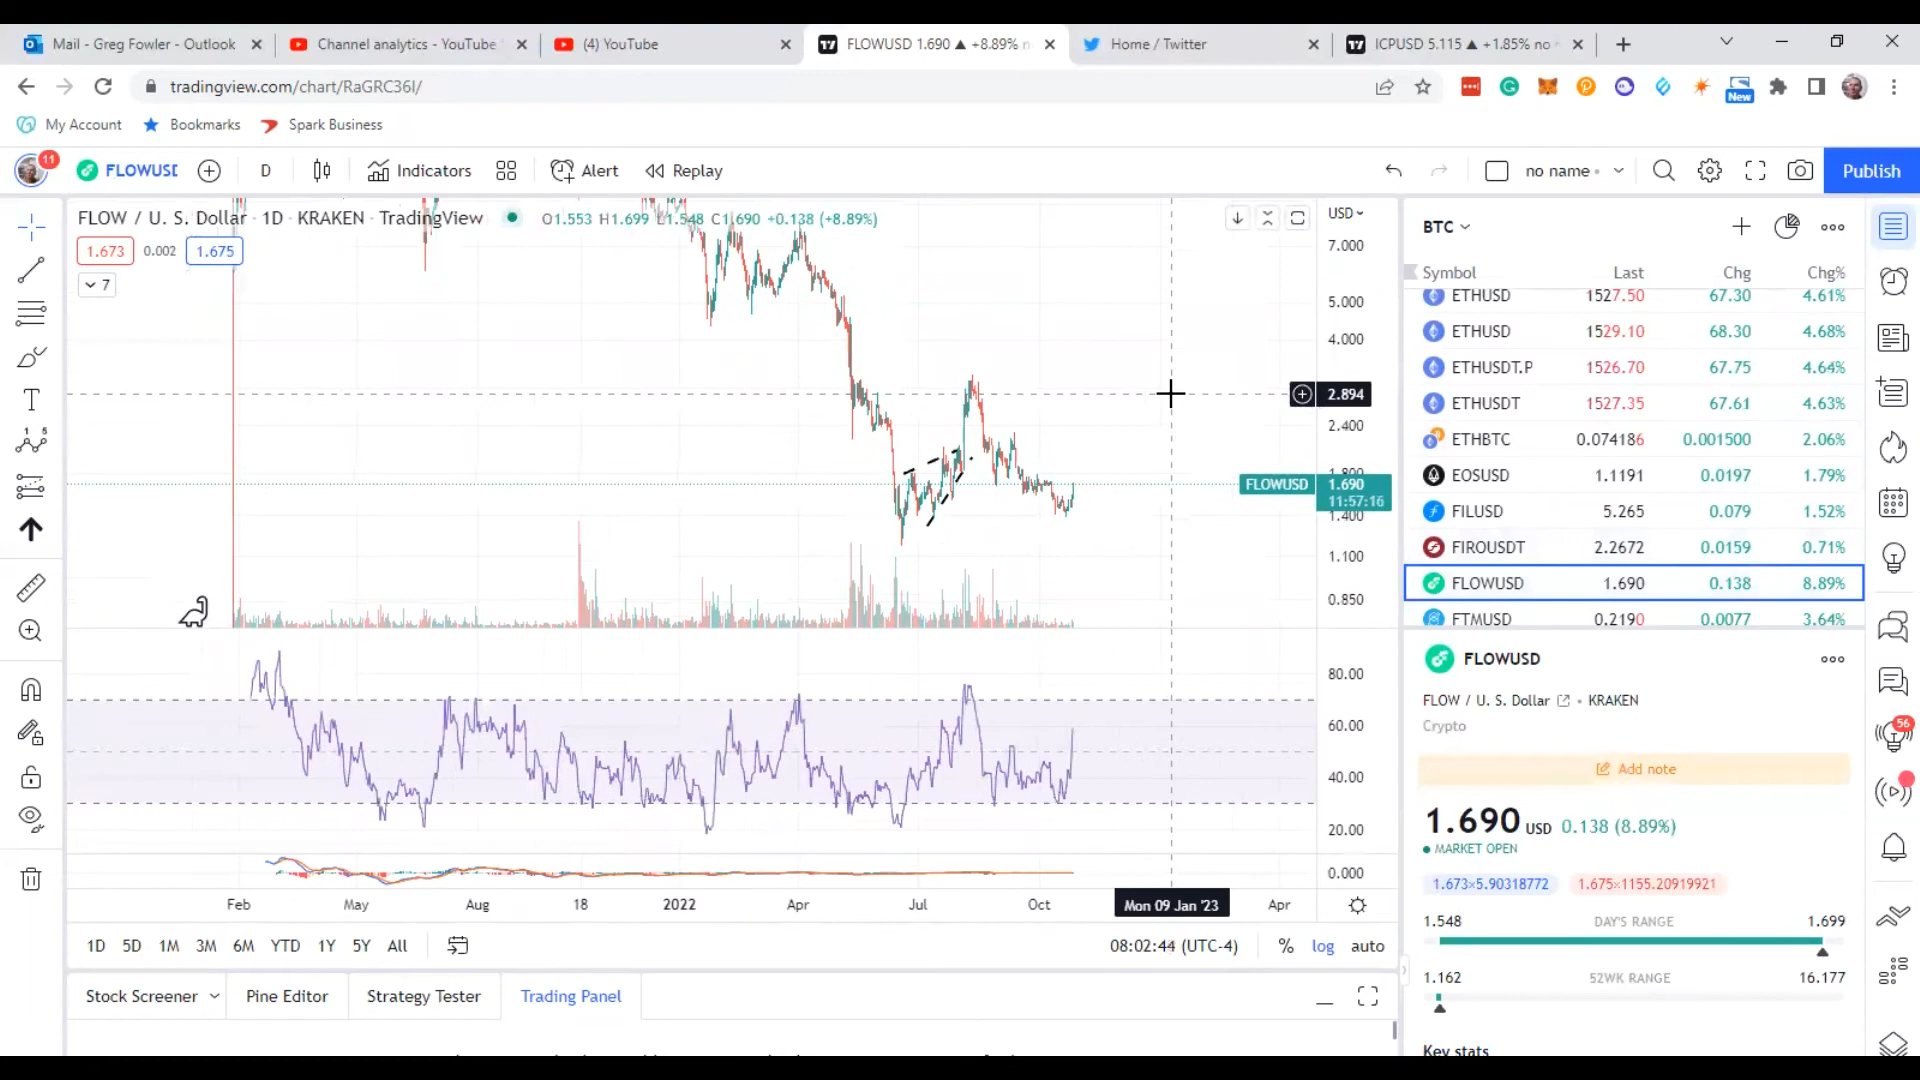 Mail - Greg Fowler - Outlook
Channel analytics - YouTube
(4) YouTube
FLOWUSD 1.690 ▲ +8.89% n
Home / Twitter
ICPUSD 5.115 ▲ +1.85% no
tradingview.com/chart/RaGRC36I/
New
My Account
Bookmarks
Spark Business
11
FLOWUSD
D
Indicators
Alert
Replay
no name
Publish
FLOW / U. S. Dollar · 1D · KRAKEN · TradingView
O1.553 H1.699 L1.548 C1.690 +0.138 (+8.89%)
USD
1.673
0.002
1.675
7
7.000
5.000
4.000
2.894
2.400
1.800
FLOWUSD
1.690
11:57:16
1.400
1.100
0.850
80.00
60.00
40.00
20.00
0.000
Feb
May
Aug
18
2022
Apr
Jul
Oct
Mon 09 Jan '23
Apr
1D
5D
1M
3M
6M
YTD
1Y
5Y
All
08:02:44 (UTC-4)
%
log
auto
Stock Screener
Pine Editor
Strategy Tester
Trading Panel
BTC
Symbol Last Chg Chg%
ETHUSD 1527.50 67.30 4.61%
ETHUSD 1529.10 68.30 4.68%
ETHUSDT.P 1526.70 67.75 4.64%
ETHUSDT 1527.35 67.61 4.63%
ETHBTC 0.074186 0.001500 2.06%
EOSUSD 1.1191 0.0197 1.79%
FILUSD 5.265 0.079 1.52%
FIROUSDT 2.2672 0.0159 0.71%
FLOWUSD 1.690 0.138 8.89%
FTMUSD 0.2190 0.0077 3.64%
FLOWUSD
FLOW / U. S. Dollar • KRAKEN
Crypto
Add note
1.690 USD 0.138 (8.89%)
MARKET OPEN
1.673×5.90318772
1.675×1155.20919921
1.548 DAY'S RANGE 1.699
1.162 52WK RANGE 16.177
Key stats
56